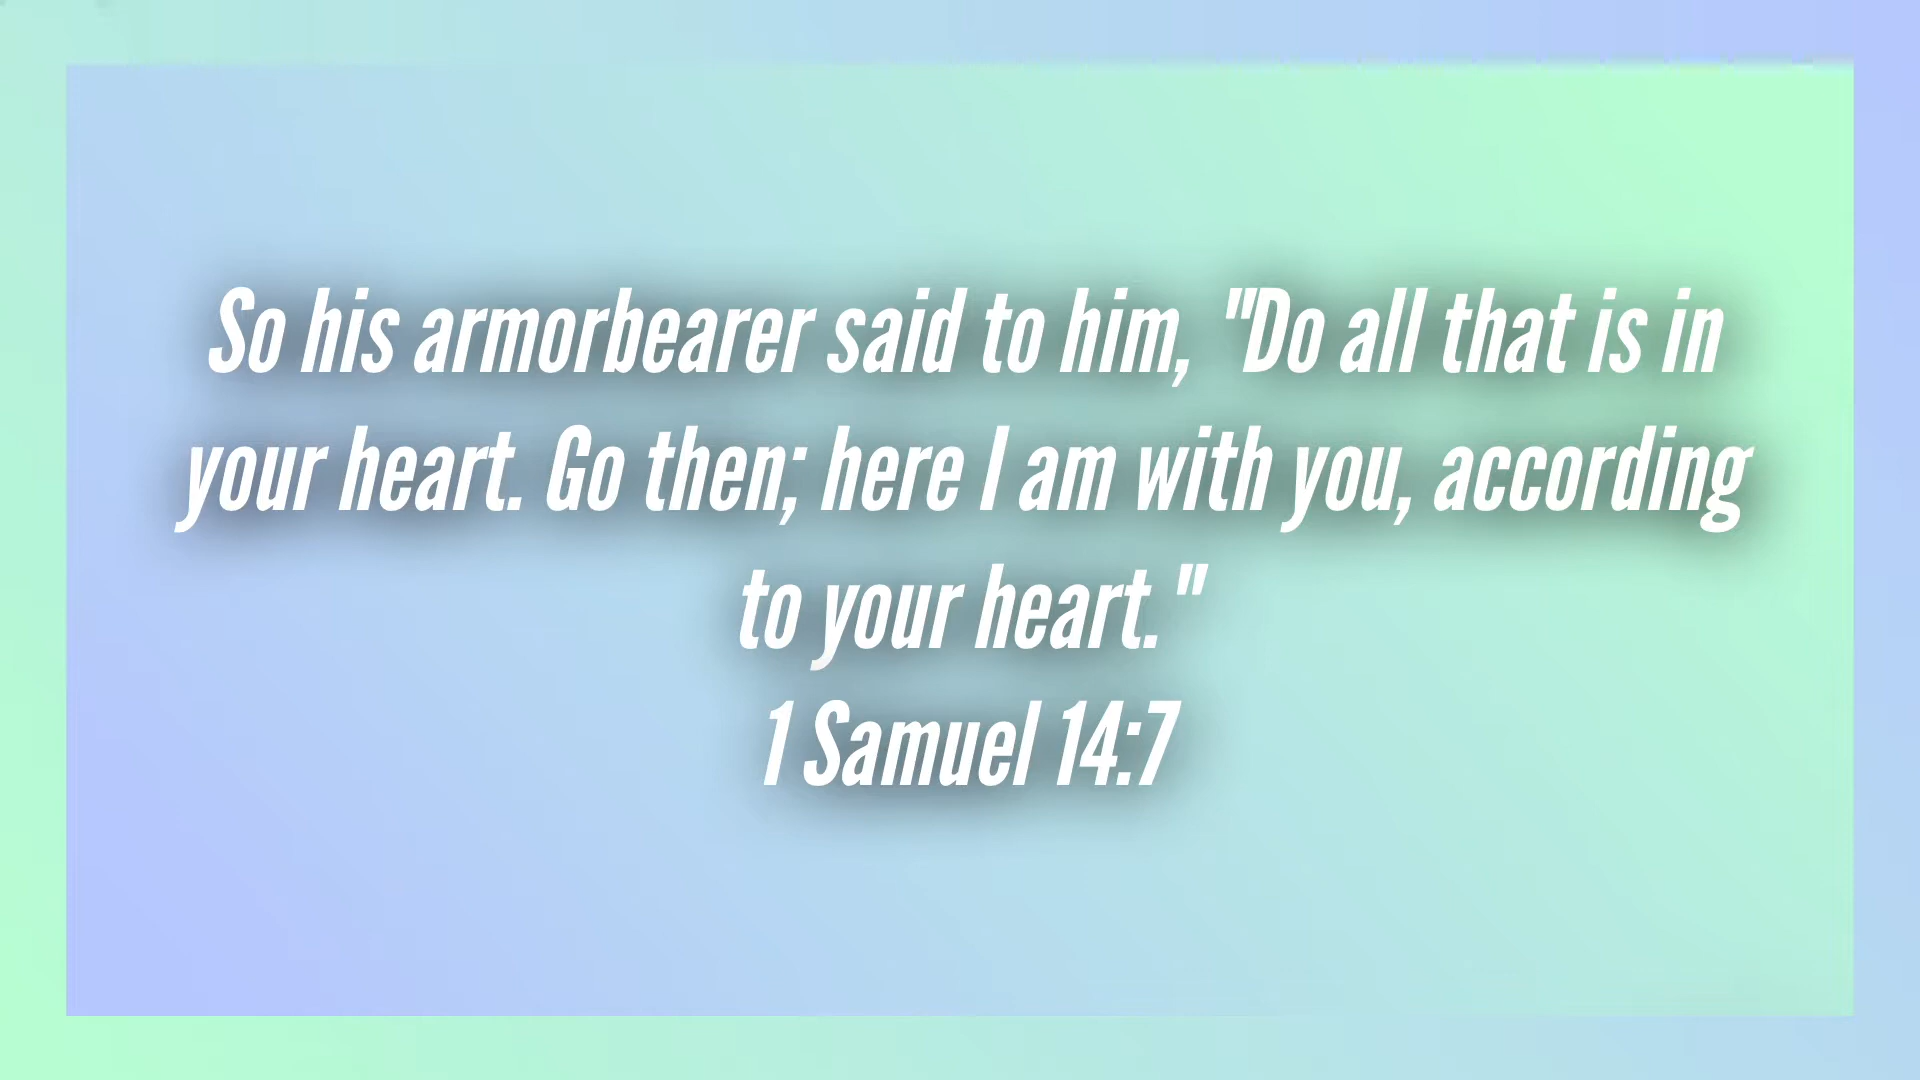 So his armorbearer said to him, "Do all that is in
your heart. Go then; here I am with you, according
to your heart."
1 Samuel 14:7